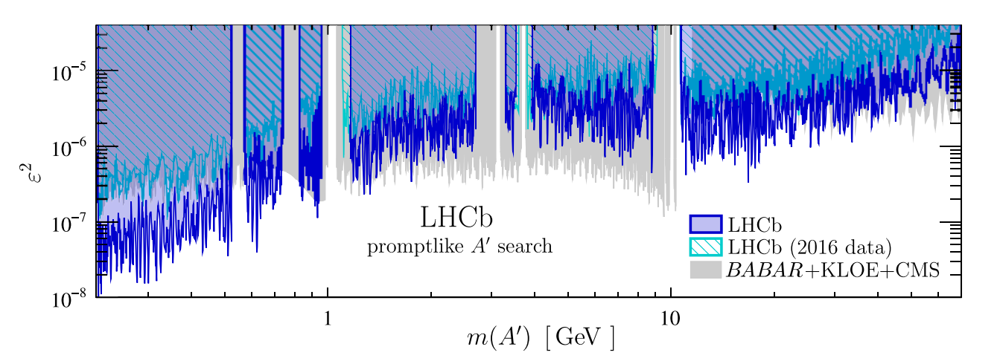 10⁻⁵
10⁻⁶
10⁻⁷
10⁻⁸
ε²
LHCb
promptlike A′ search
LHCb
LHCb (2016 data)
BABAR+KLOE+CMS
1
10
m(A′) [GeV]